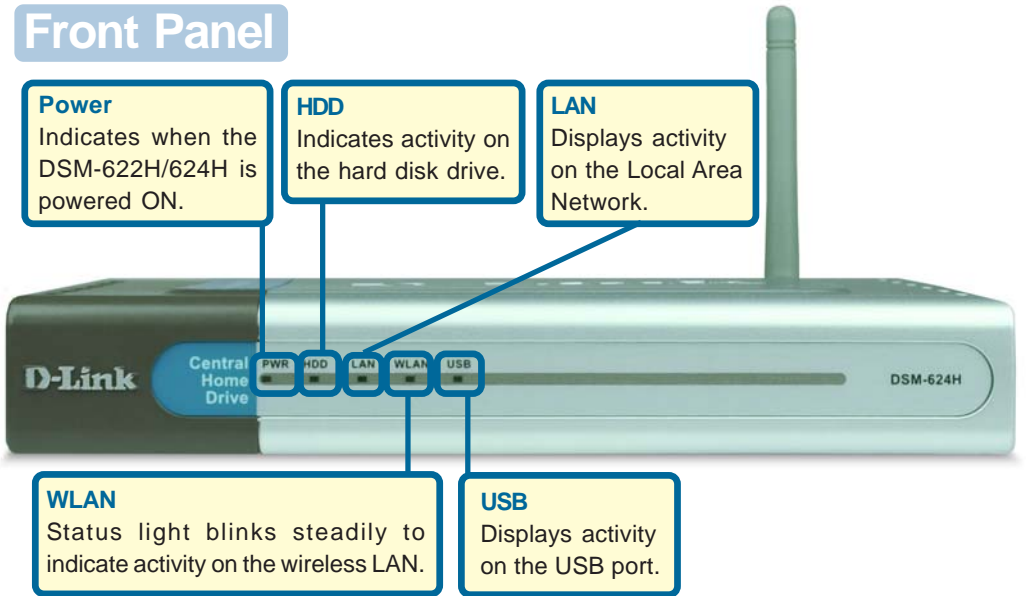 Front Panel
Power
Indicates when the
DSM-622H/624H is
powered ON.
HDD
Indicates activity on
the hard disk drive.
LAN
Displays activity
on the Local Area
Network.
D-Link
Central
Home
Drive
PWR
HDD
LAN
WLAN
USB
DSM-624H
WLAN
Status light blinks steadily to
indicate activity on the wireless LAN.
USB
Displays activity
on the USB port.